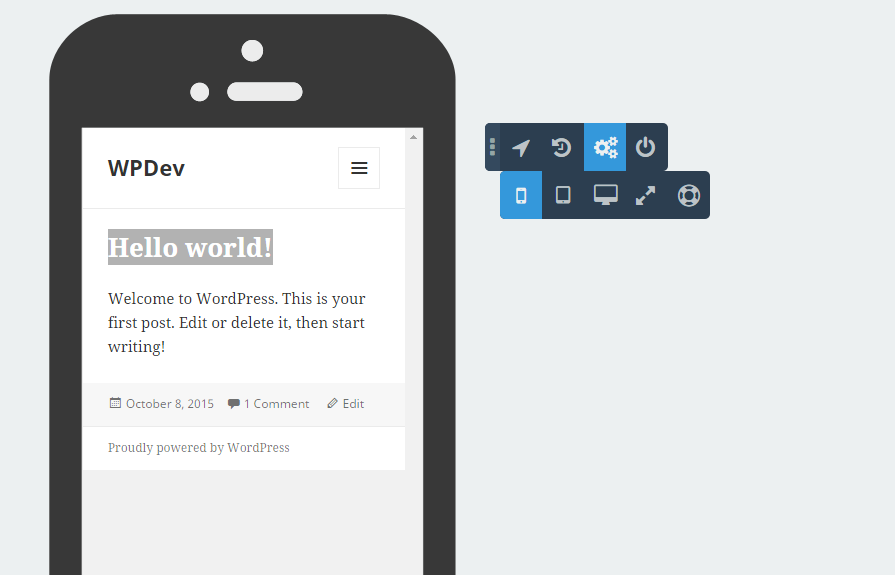 WPDev
Hello world!
Welcome to WordPress. This is your
first post. Edit or delete it, then start
writing!
October 8, 2015 1 Comment Edit
Proudly powered by WordPress